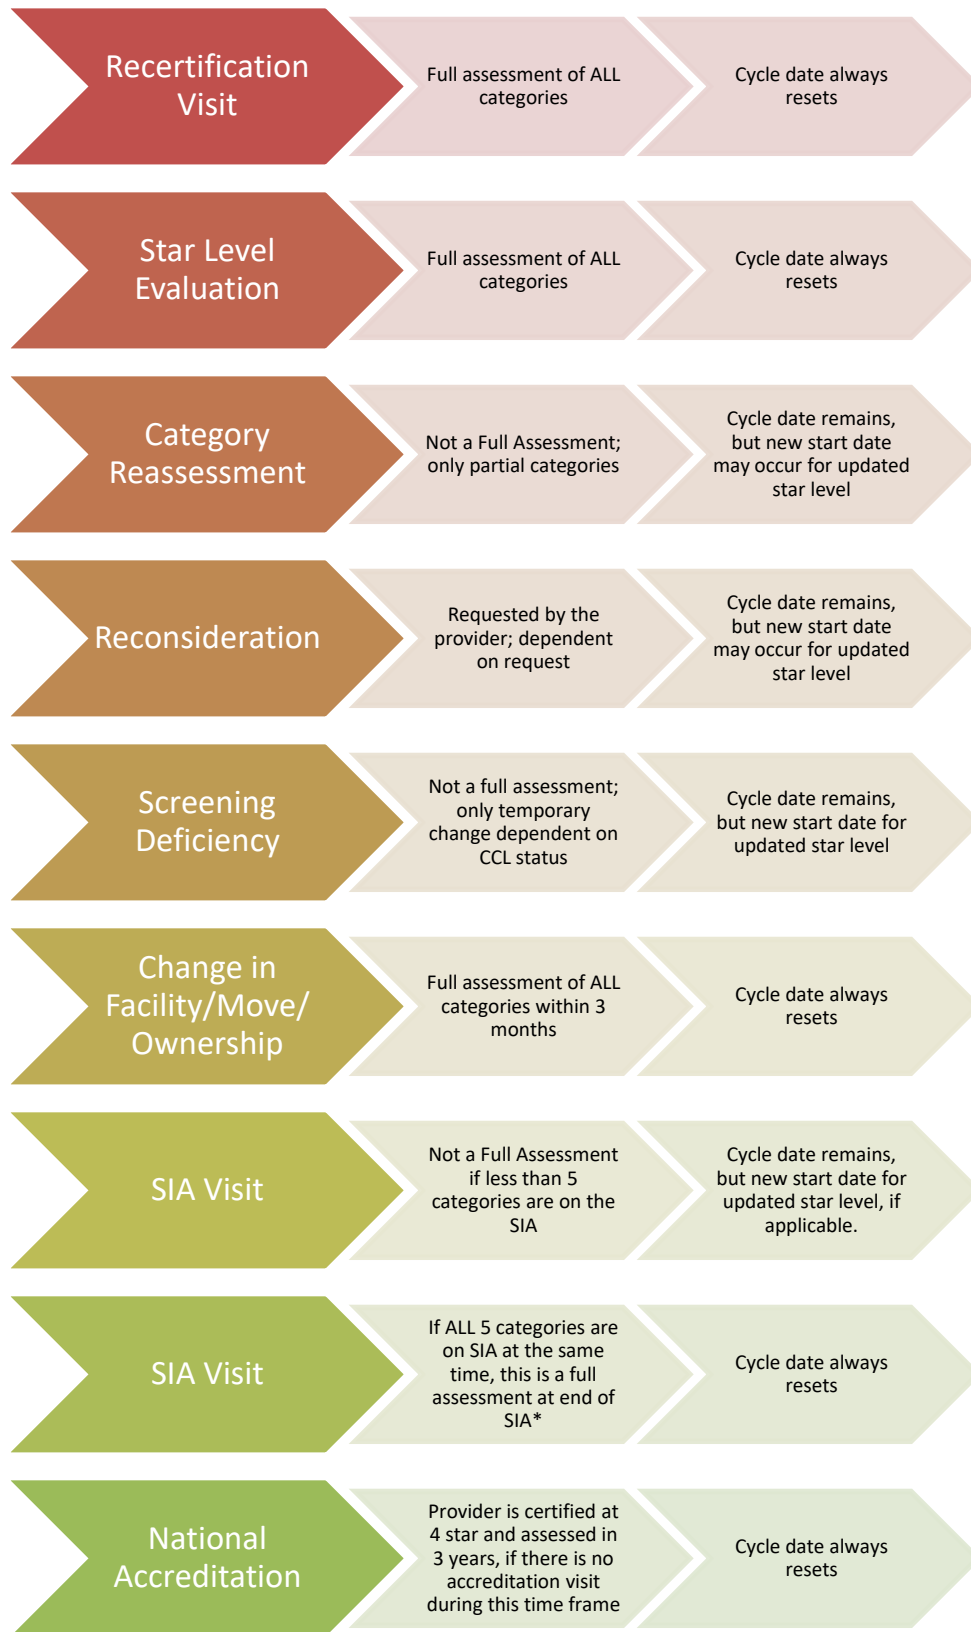 Recertification
Visit
Full assessment of ALL
categories
Cycle date always
resets
Star Level
Evaluation
Full assessment of ALL
categories
Cycle date always
resets
Category
Reassessment
Not a Full Assessment;
only partial categories
Cycle date remains,
but new start date
may occur for updated
star level
Reconsideration
Requested by the
provider; dependent
on request
Cycle date remains,
but new start date
may occur for updated
star level
Screening
Deficiency
Not a full assessment;
only temporary
change dependent on
CCL status
Cycle date remains,
but new start date for
updated star level
Change in
Facility/Move/
Ownership
Full assessment of ALL
categories within 3
months
Cycle date always
resets
SIA Visit
Not a Full Assessment
if less than 5
categories are on the
SIA
Cycle date remains,
but new start date for
updated star level, if
applicable.
SIA Visit
If ALL 5 categories are
on SIA at the same
time, this is a full
assessment at end of
SIA*
Cycle date always
resets
National
Accreditation
Provider is certified at
4 star and assessed in
3 years, if there is no
accreditation visit
during this time frame
Cycle date always
resets